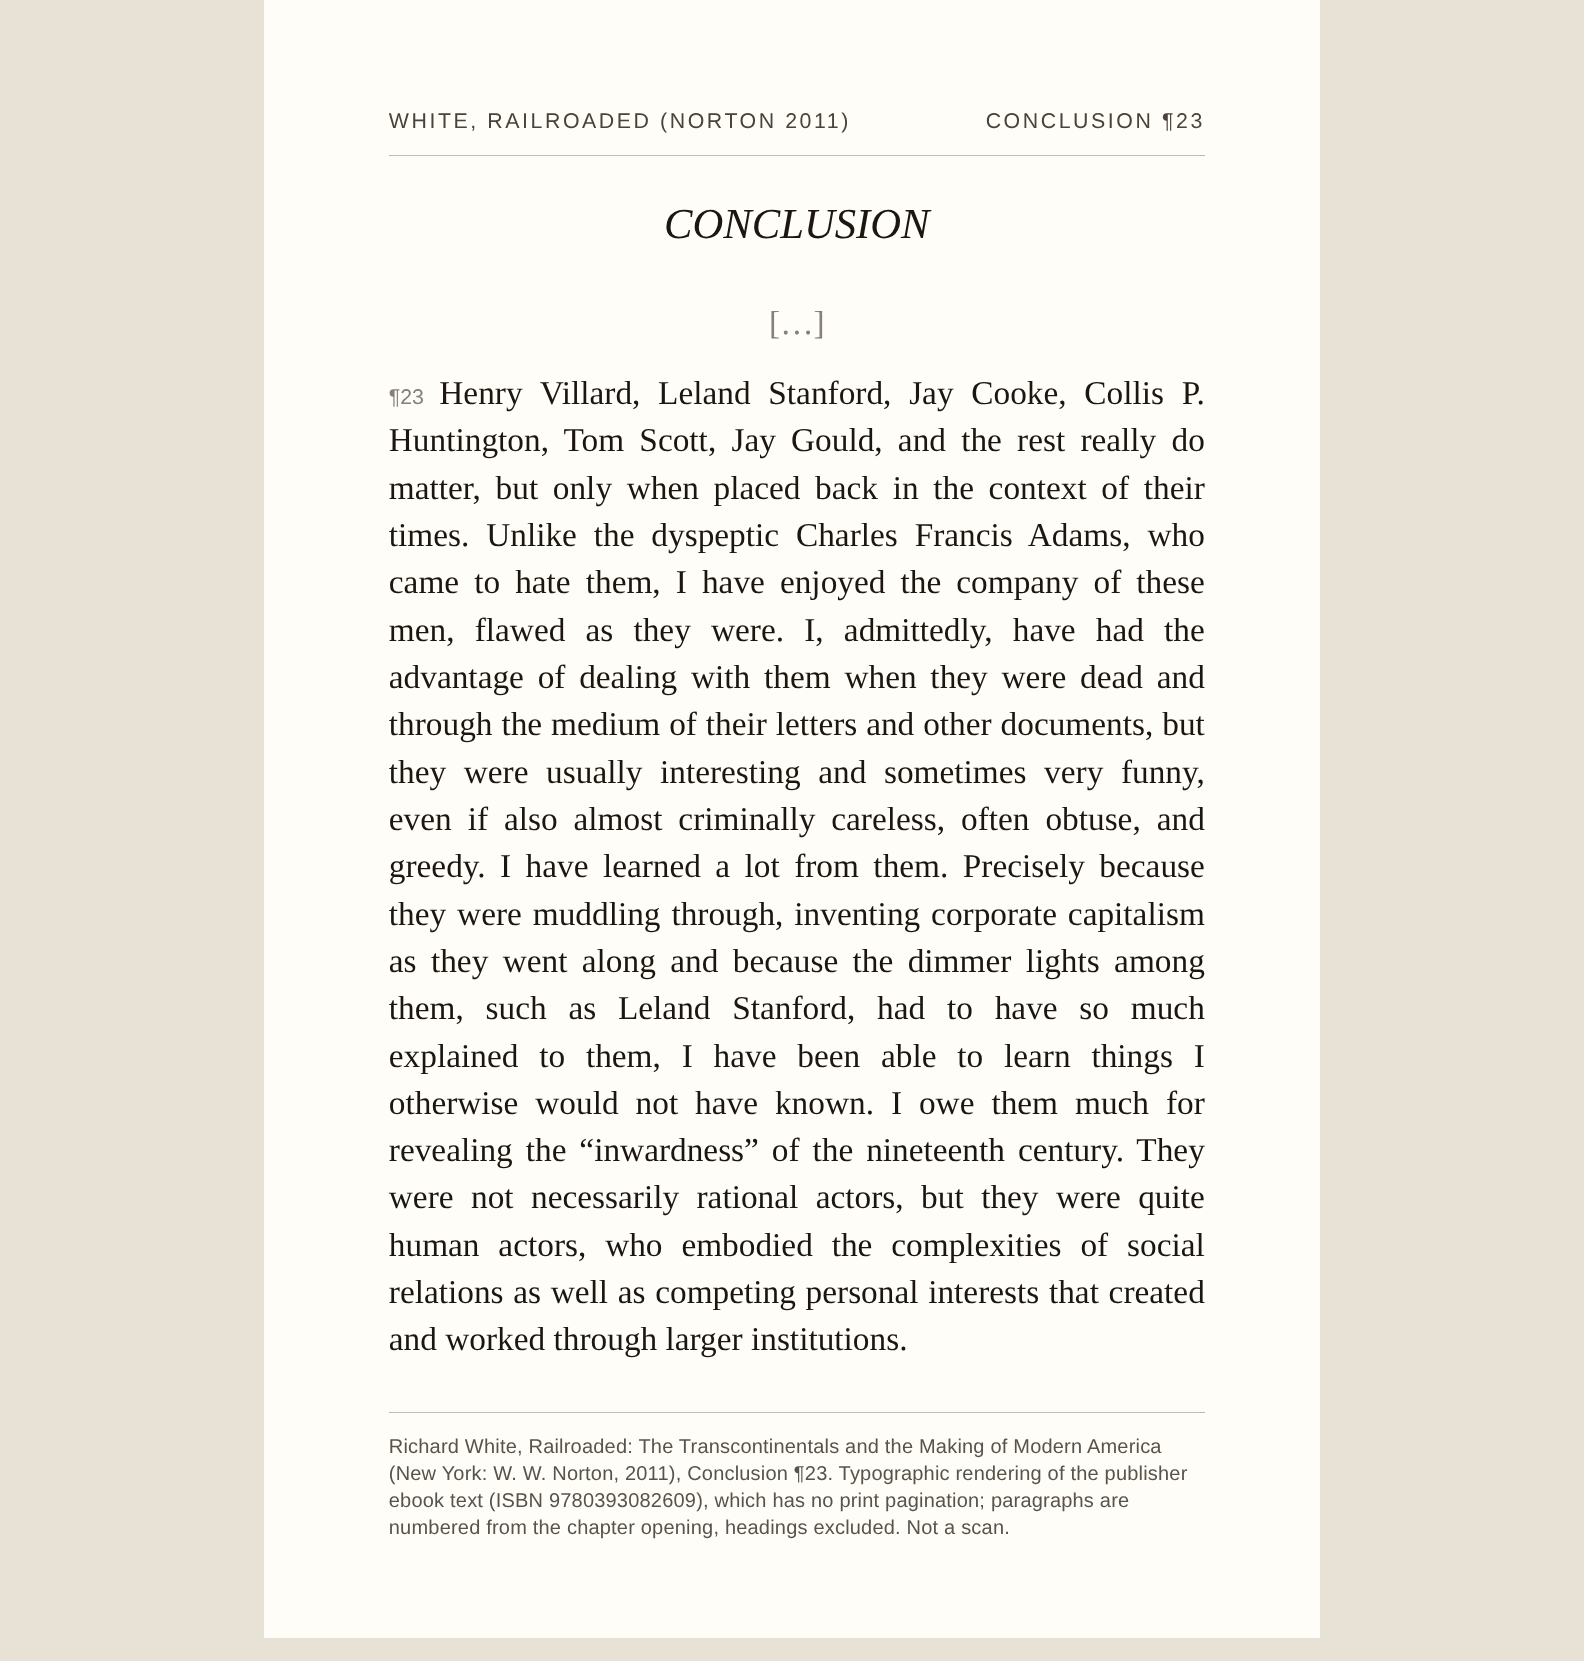 WHITE, RAILROADED (NORTON 2011) CONCLUSION ¶23
CONCLUSION
[…]
¶23 Henry Villard, Leland Stanford, Jay Cooke, Collis P.
Huntington, Tom Scott, Jay Gould, and the rest really do
matter, but only when placed back in the context of their
times. Unlike the dyspeptic Charles Francis Adams, who
came to hate them, I have enjoyed the company of these
men, flawed as they were. I, admittedly, have had the
advantage of dealing with them when they were dead and
through the medium of their letters and other documents, but
they were usually interesting and sometimes very funny,
even if also almost criminally careless, often obtuse, and
greedy. I have learned a lot from them. Precisely because
they were muddling through, inventing corporate capitalism
as they went along and because the dimmer lights among
them, such as Leland Stanford, had to have so much
explained to them, I have been able to learn things I
otherwise would not have known. I owe them much for
revealing the “inwardness” of the nineteenth century. They
were not necessarily rational actors, but they were quite
human actors, who embodied the complexities of social
relations as well as competing personal interests that created
and worked through larger institutions.
Richard White, Railroaded: The Transcontinentals and the Making of Modern America
(New York: W. W. Norton, 2011), Conclusion ¶23. Typographic rendering of the publisher
ebook text (ISBN 9780393082609), which has no print pagination; paragraphs are
numbered from the chapter opening, headings excluded. Not a scan.